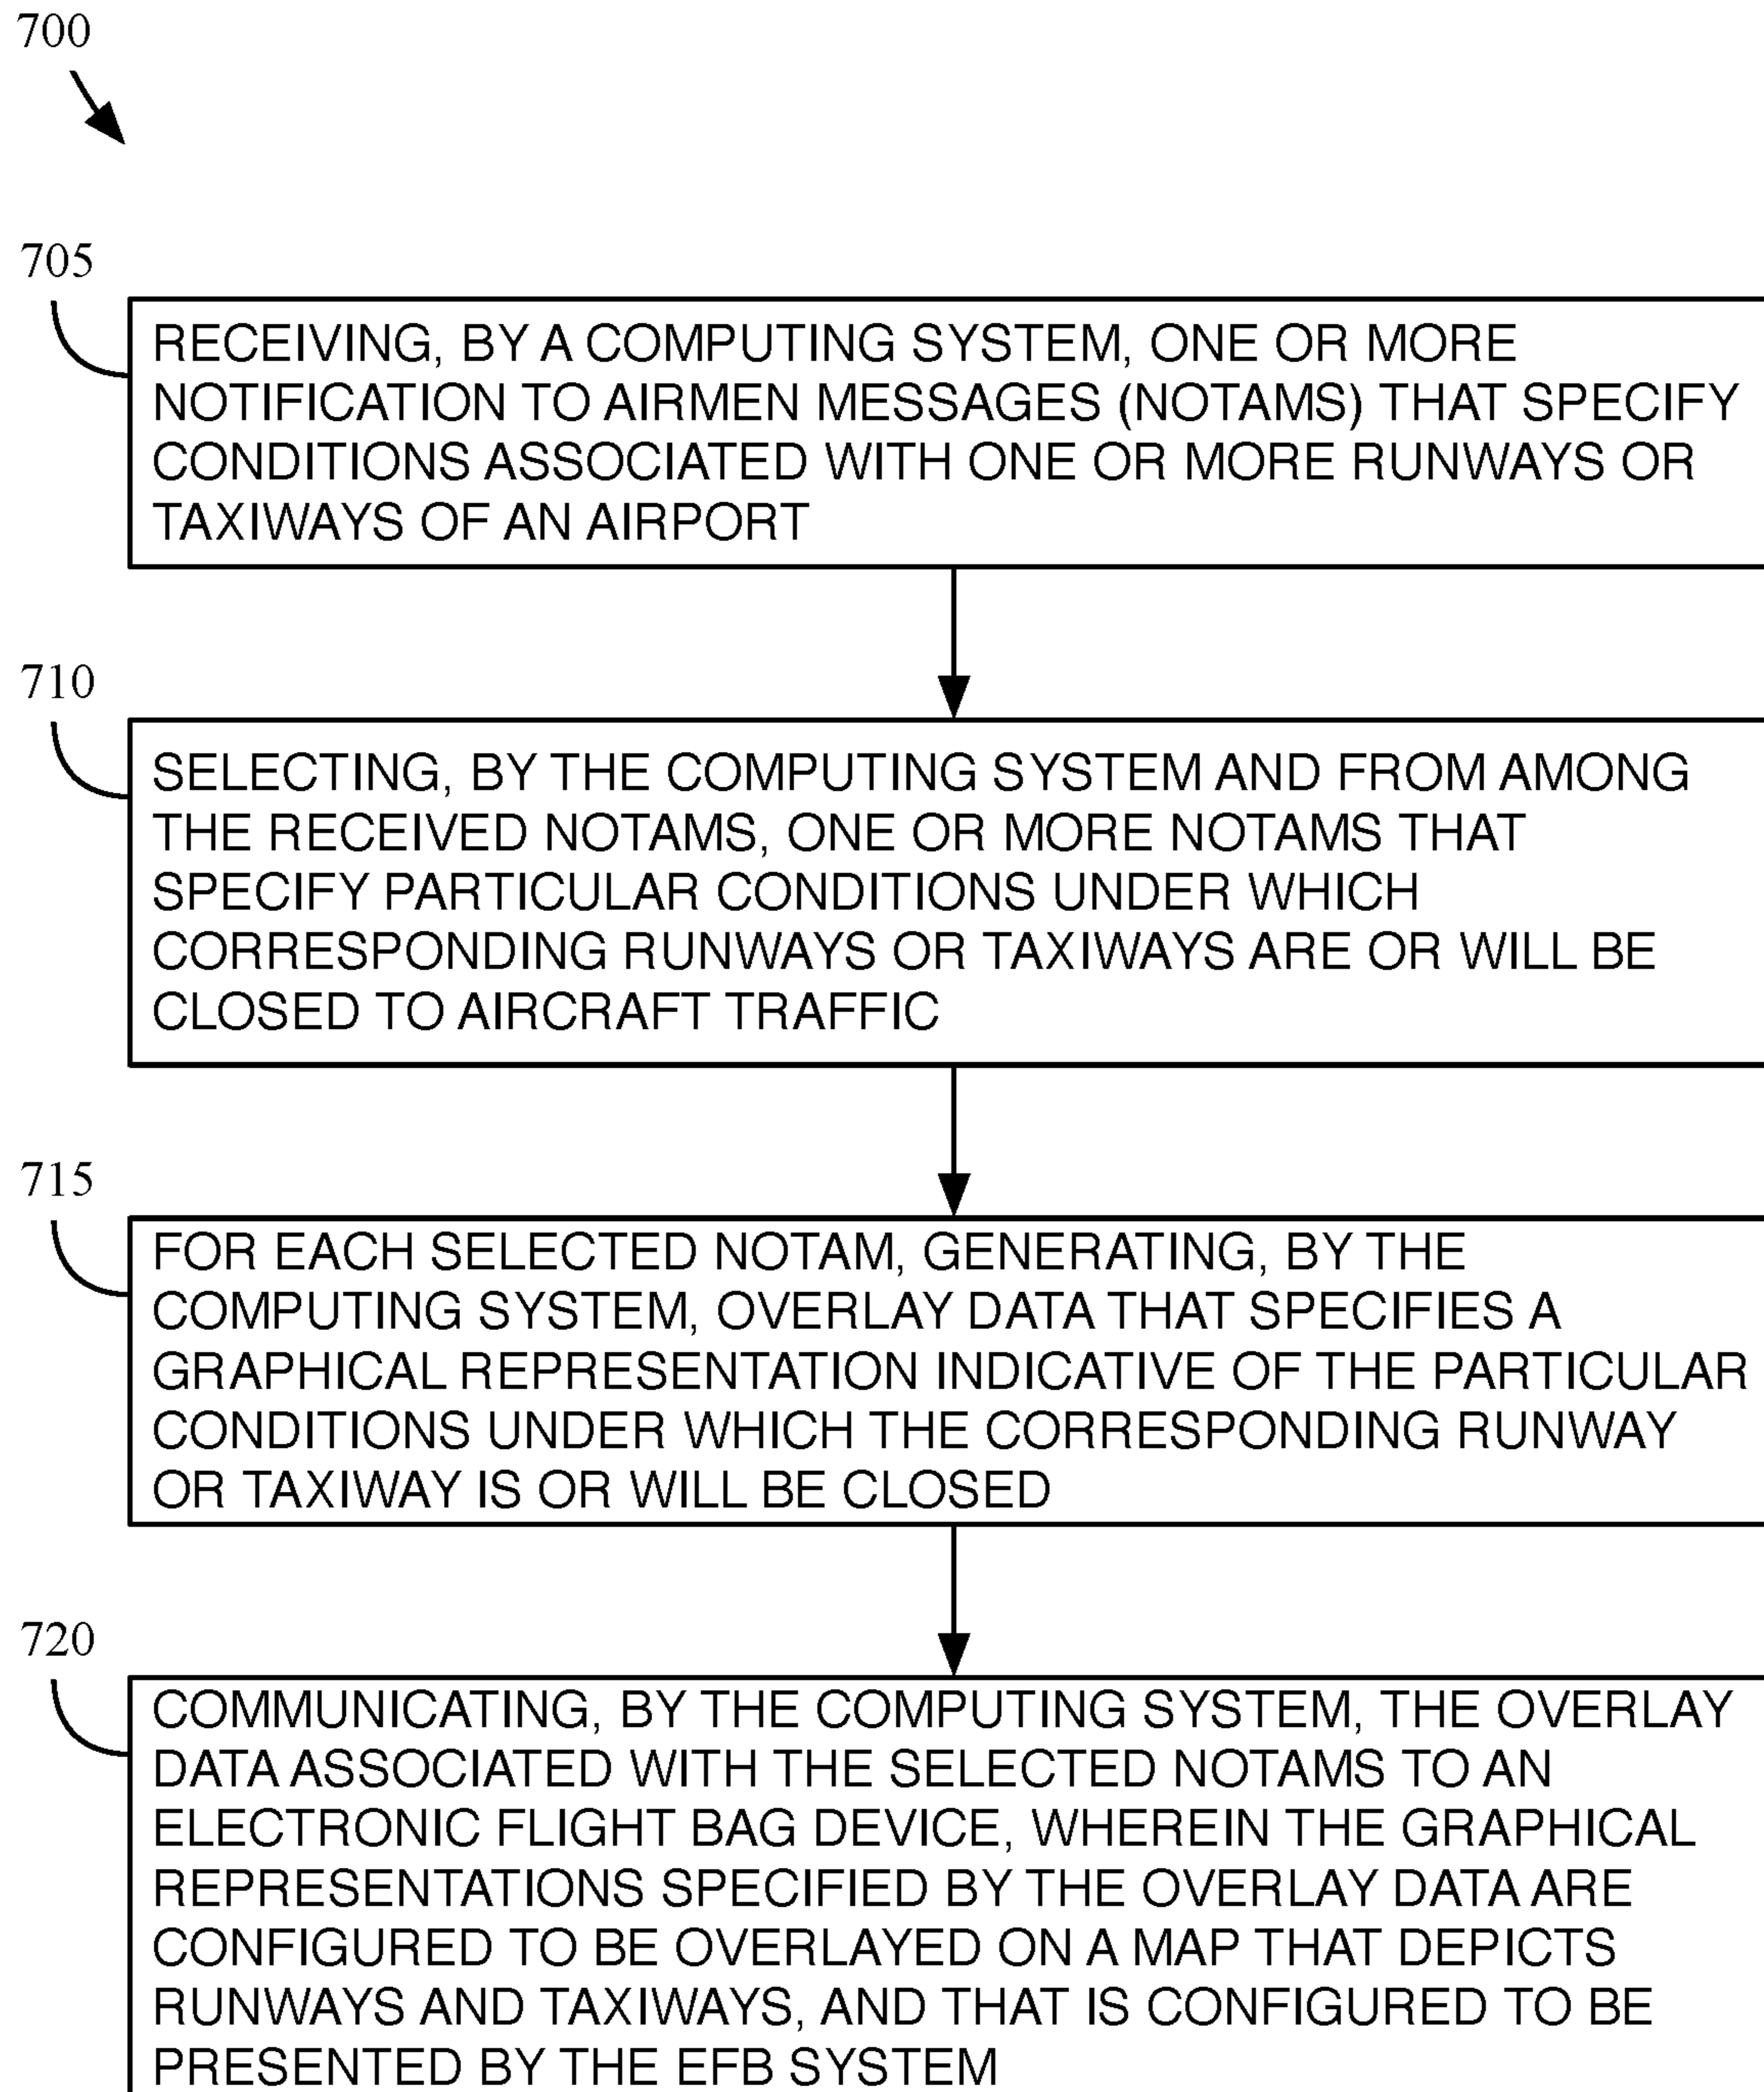 700
705
RECEIVING, BY A COMPUTING SYSTEM, ONE OR MORE
NOTIFICATION TO AIRMEN MESSAGES (NOTAMS) THAT SPECIFY
CONDITIONS ASSOCIATED WITH ONE OR MORE RUNWAYS OR
TAXIWAYS OF AN AIRPORT
710
SELECTING, BY THE COMPUTING SYSTEM AND FROM AMONG
THE RECEIVED NOTAMS, ONE OR MORE NOTAMS THAT
SPECIFY PARTICULAR CONDITIONS UNDER WHICH
CORRESPONDING RUNWAYS OR TAXIWAYS ARE OR WILL BE
CLOSED TO AIRCRAFT TRAFFIC
715
FOR EACH SELECTED NOTAM, GENERATING, BY THE
COMPUTING SYSTEM, OVERLAY DATA THAT SPECIFIES A
GRAPHICAL REPRESENTATION INDICATIVE OF THE PARTICULAR
CONDITIONS UNDER WHICH THE CORRESPONDING RUNWAY
OR TAXIWAY IS OR WILL BE CLOSED
720
COMMUNICATING, BY THE COMPUTING SYSTEM, THE OVERLAY
DATA ASSOCIATED WITH THE SELECTED NOTAMS TO AN
ELECTRONIC FLIGHT BAG DEVICE, WHEREIN THE GRAPHICAL
REPRESENTATIONS SPECIFIED BY THE OVERLAY DATA ARE
CONFIGURED TO BE OVERLAYED ON A MAP THAT DEPICTS
RUNWAYS AND TAXIWAYS, AND THAT IS CONFIGURED TO BE
PRESENTED BY THE EFB SYSTEM